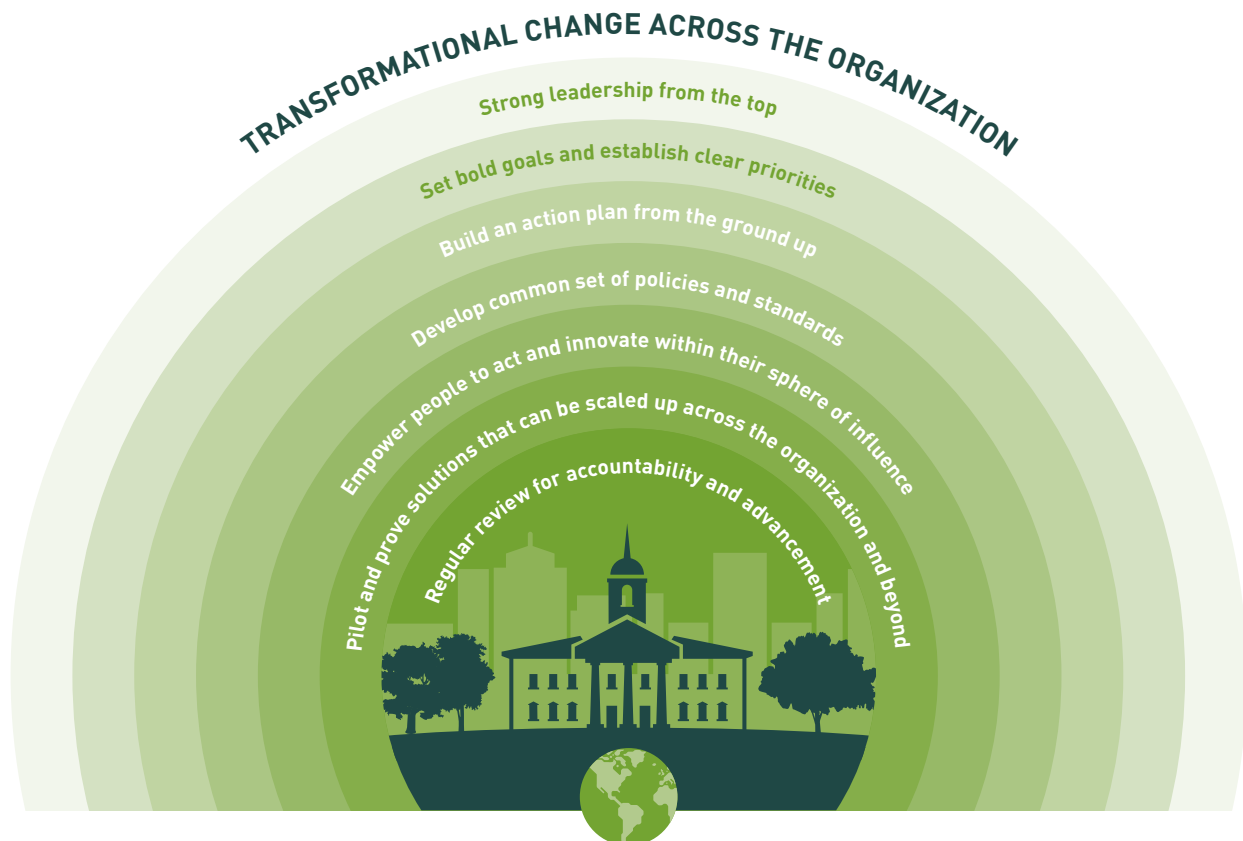 TRANSFORMATIONAL CHANGE ACROSS THE ORGANIZATION
Strong leadership from the top
Set bold goals and establish clear priorities
Build an action plan from the ground up
Develop common set of policies and standards
Empower people to act and innovate within their sphere of influence
Pilot and prove solutions that can be scaled up across the organization and beyond
Regular review for accountability and advancement